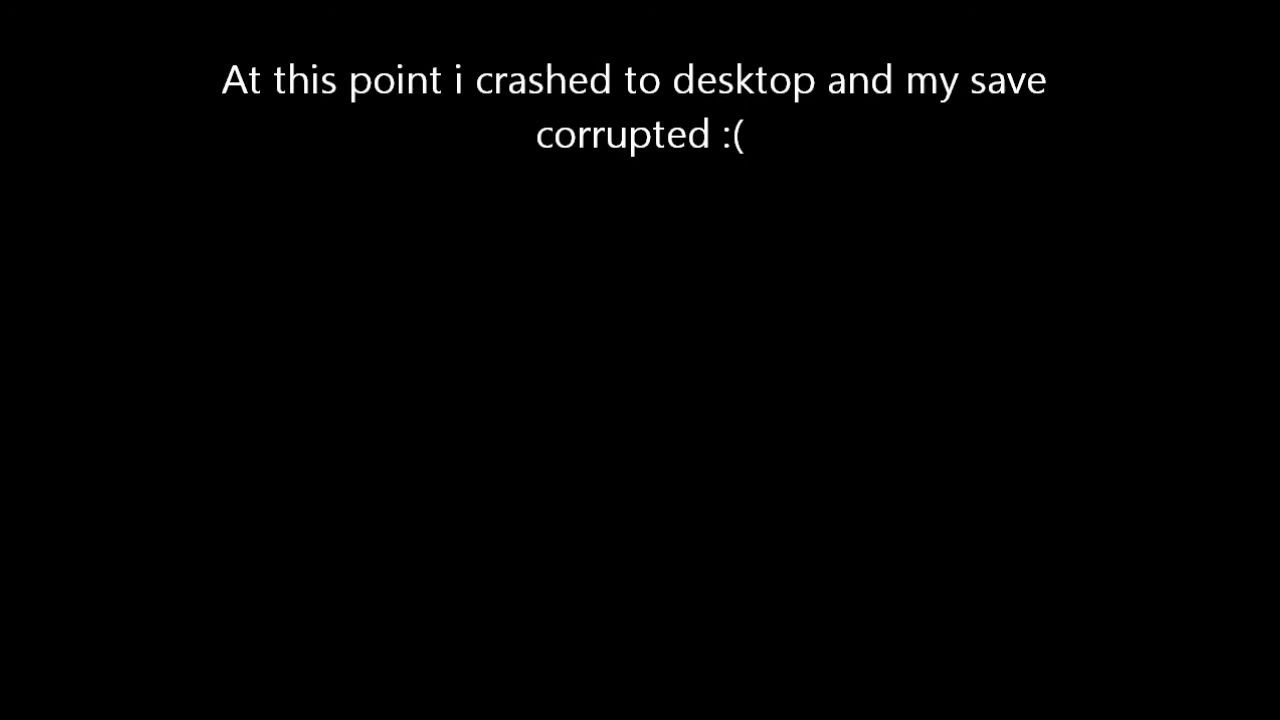 At this point i crashed to desktop and my save
corrupted :(